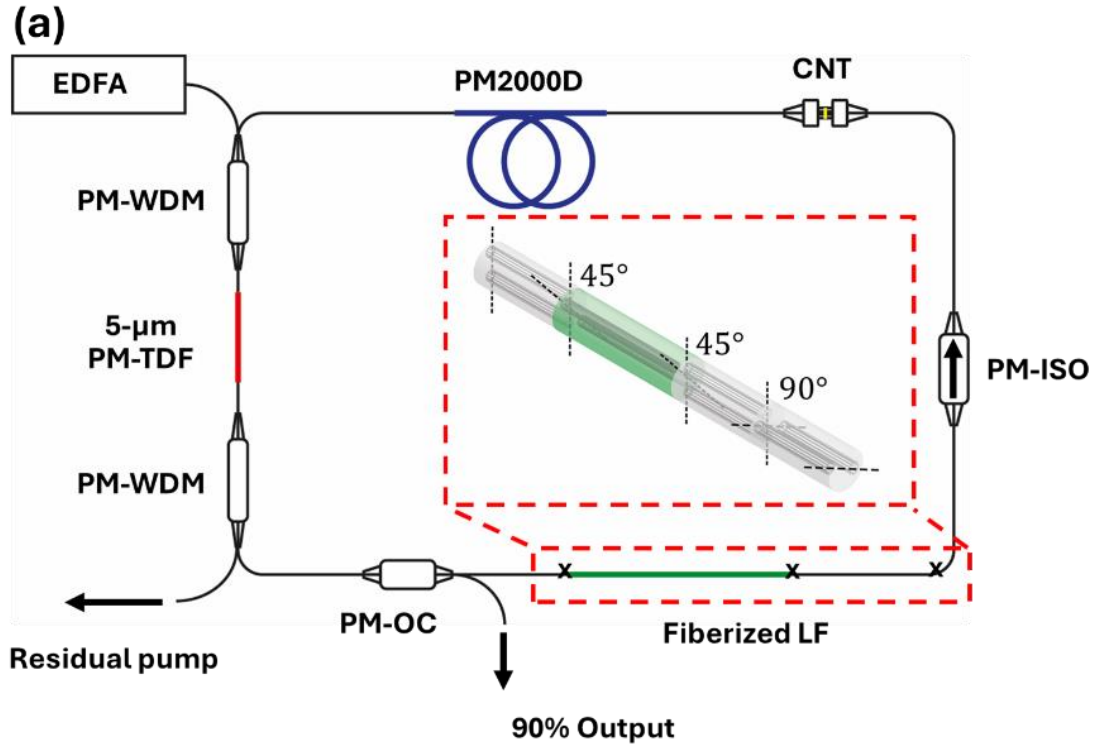 (a)
EDFA
PM2000D
CNT
PM-WDM
45°
45°
90°
5-µm
PM-TDF
PM-ISO
PM-WDM
X
X
X
PM-OC
Fiberized LF
Residual pump
90% Output